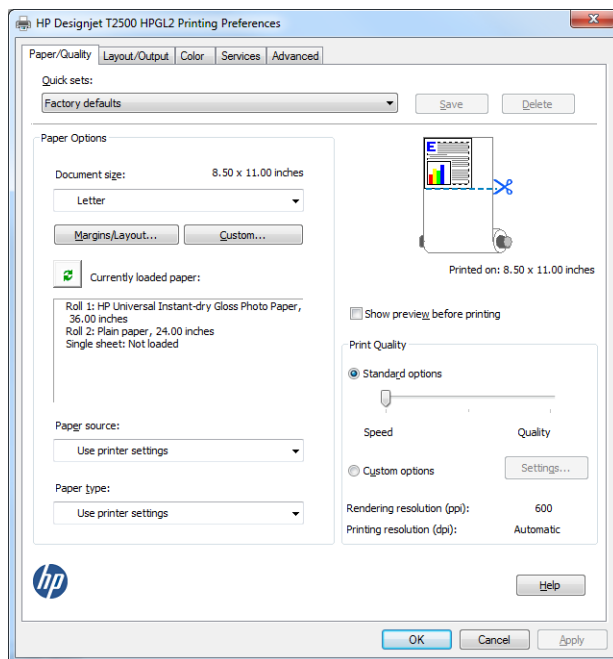 HP Designjet T2500 HPGL2 Printing Preferences
Paper/Quality Layout/Output Color Services Advanced
Quick sets:
Factory defaults Save Delete
Paper Options
Document size: 8.50 x 11.00 inches
Letter
Margins/Layout... Custom...
Currently loaded paper:
Roll 1: HP Universal Instant-dry Gloss Photo Paper,
36.00 inches
Roll 2: Plain paper, 24.00 inches
Single sheet: Not loaded
Paper source:
Use printer settings
Paper type:
Use printer settings
E
Printed on: 8.50 x 11.00 inches
Show preview before printing
Print Quality
Standard options
Speed Quality
Custom options Settings...
Rendering resolution (ppi): 600
Printing resolution (dpi): Automatic
hp
Help
OK Cancel Apply